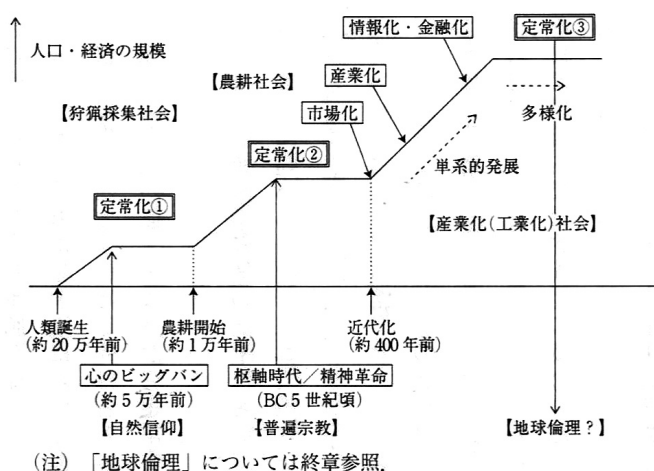 人口・経済の規模
情報化・金融化
定常化③
【農耕社会】
産業化
【狩猟採集社会】
市場化
多様化
定常化②
単系的発展
定常化①
【産業化(工業化)社会】
人類誕生
(約20万年前)
農耕開始
(約1万年前)
近代化
(約400年前)
心のビッグバン
(約5万年前)
【自然信仰】
枢軸時代／精神革命
(BC5世紀頃)
【普遍宗教】
【地球倫理？】
(注) 「地球倫理」については終章参照.